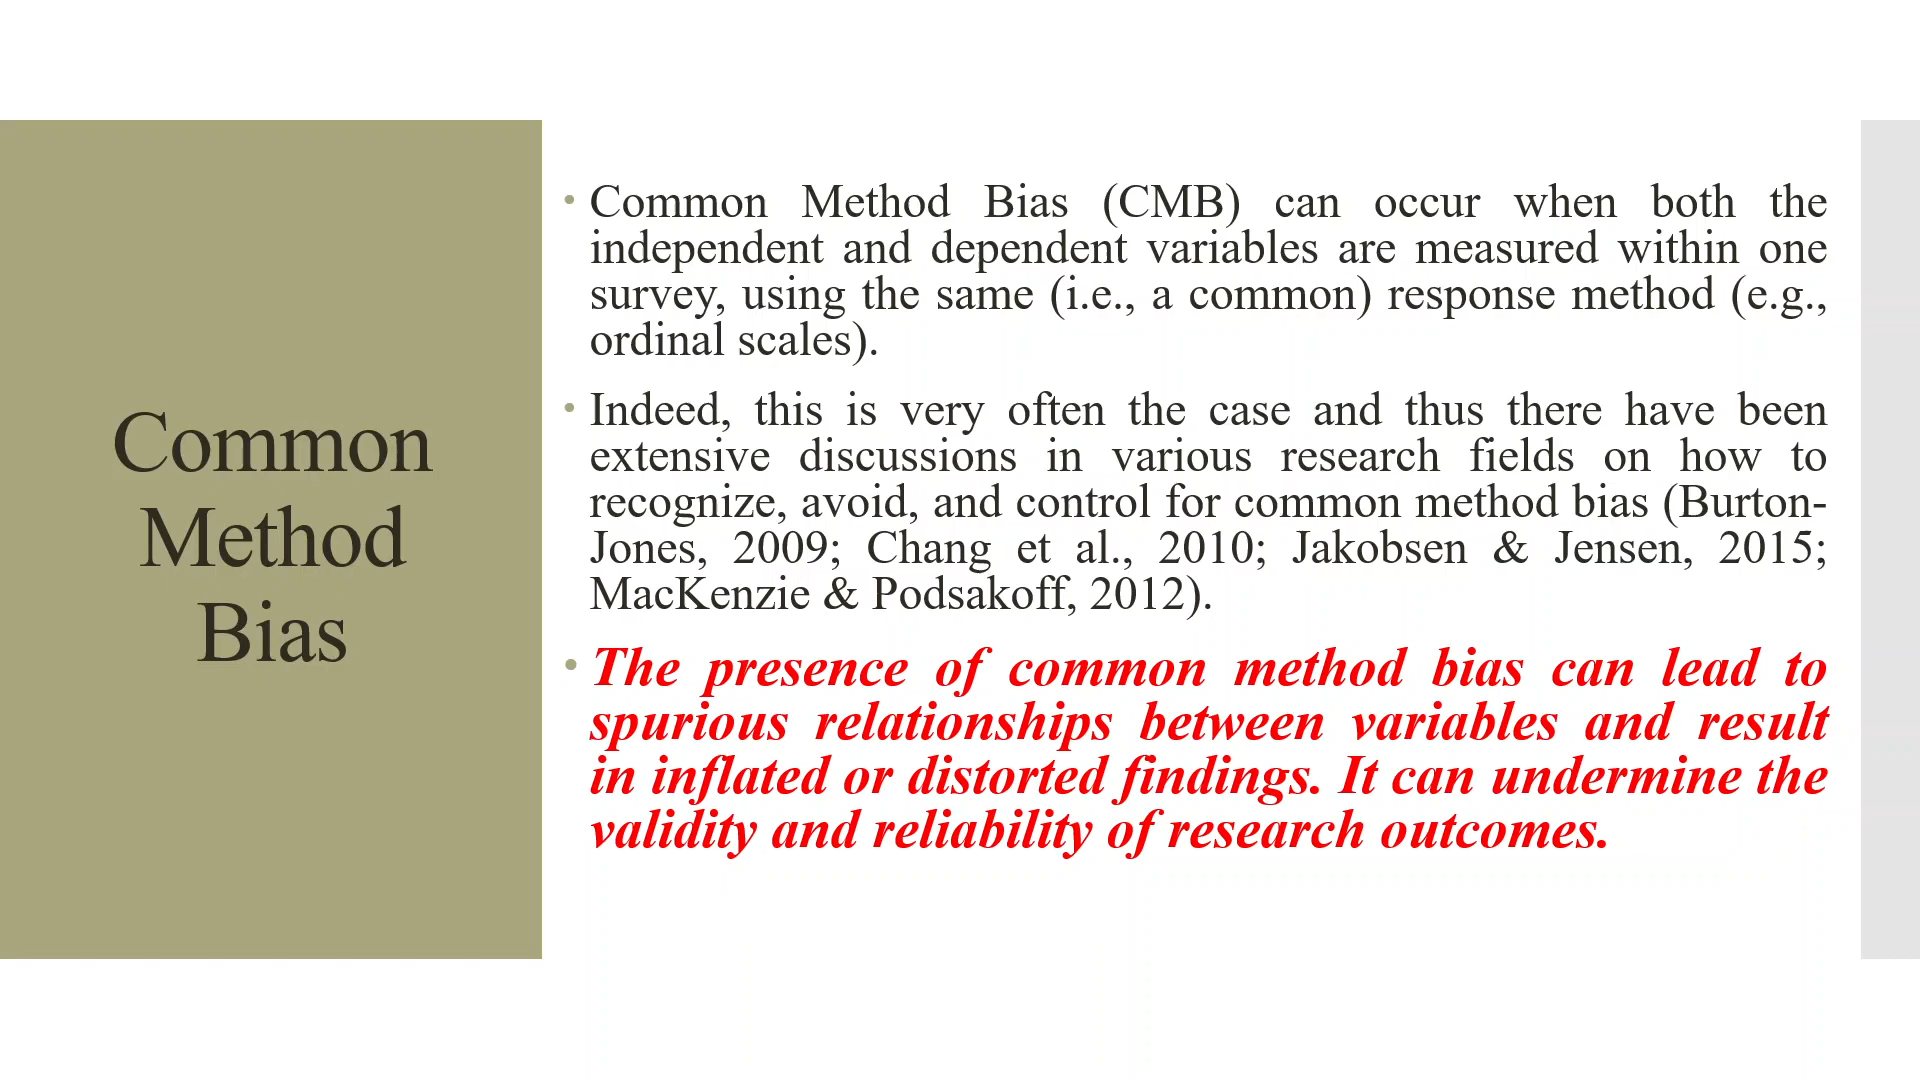 Common
Method
Bias
• Common Method Bias (CMB) can occur when both the
independent and dependent variables are measured within one
survey, using the same (i.e., a common) response method (e.g.,
ordinal scales).
• Indeed, this is very often the case and thus there have been
extensive discussions in various research fields on how to
recognize, avoid, and control for common method bias (Burton-
Jones, 2009; Chang et al., 2010; Jakobsen & Jensen, 2015;
MacKenzie & Podsakoff, 2012).
• The presence of common method bias can lead to
spurious relationships between variables and result
in inflated or distorted findings. It can undermine the
validity and reliability of research outcomes.